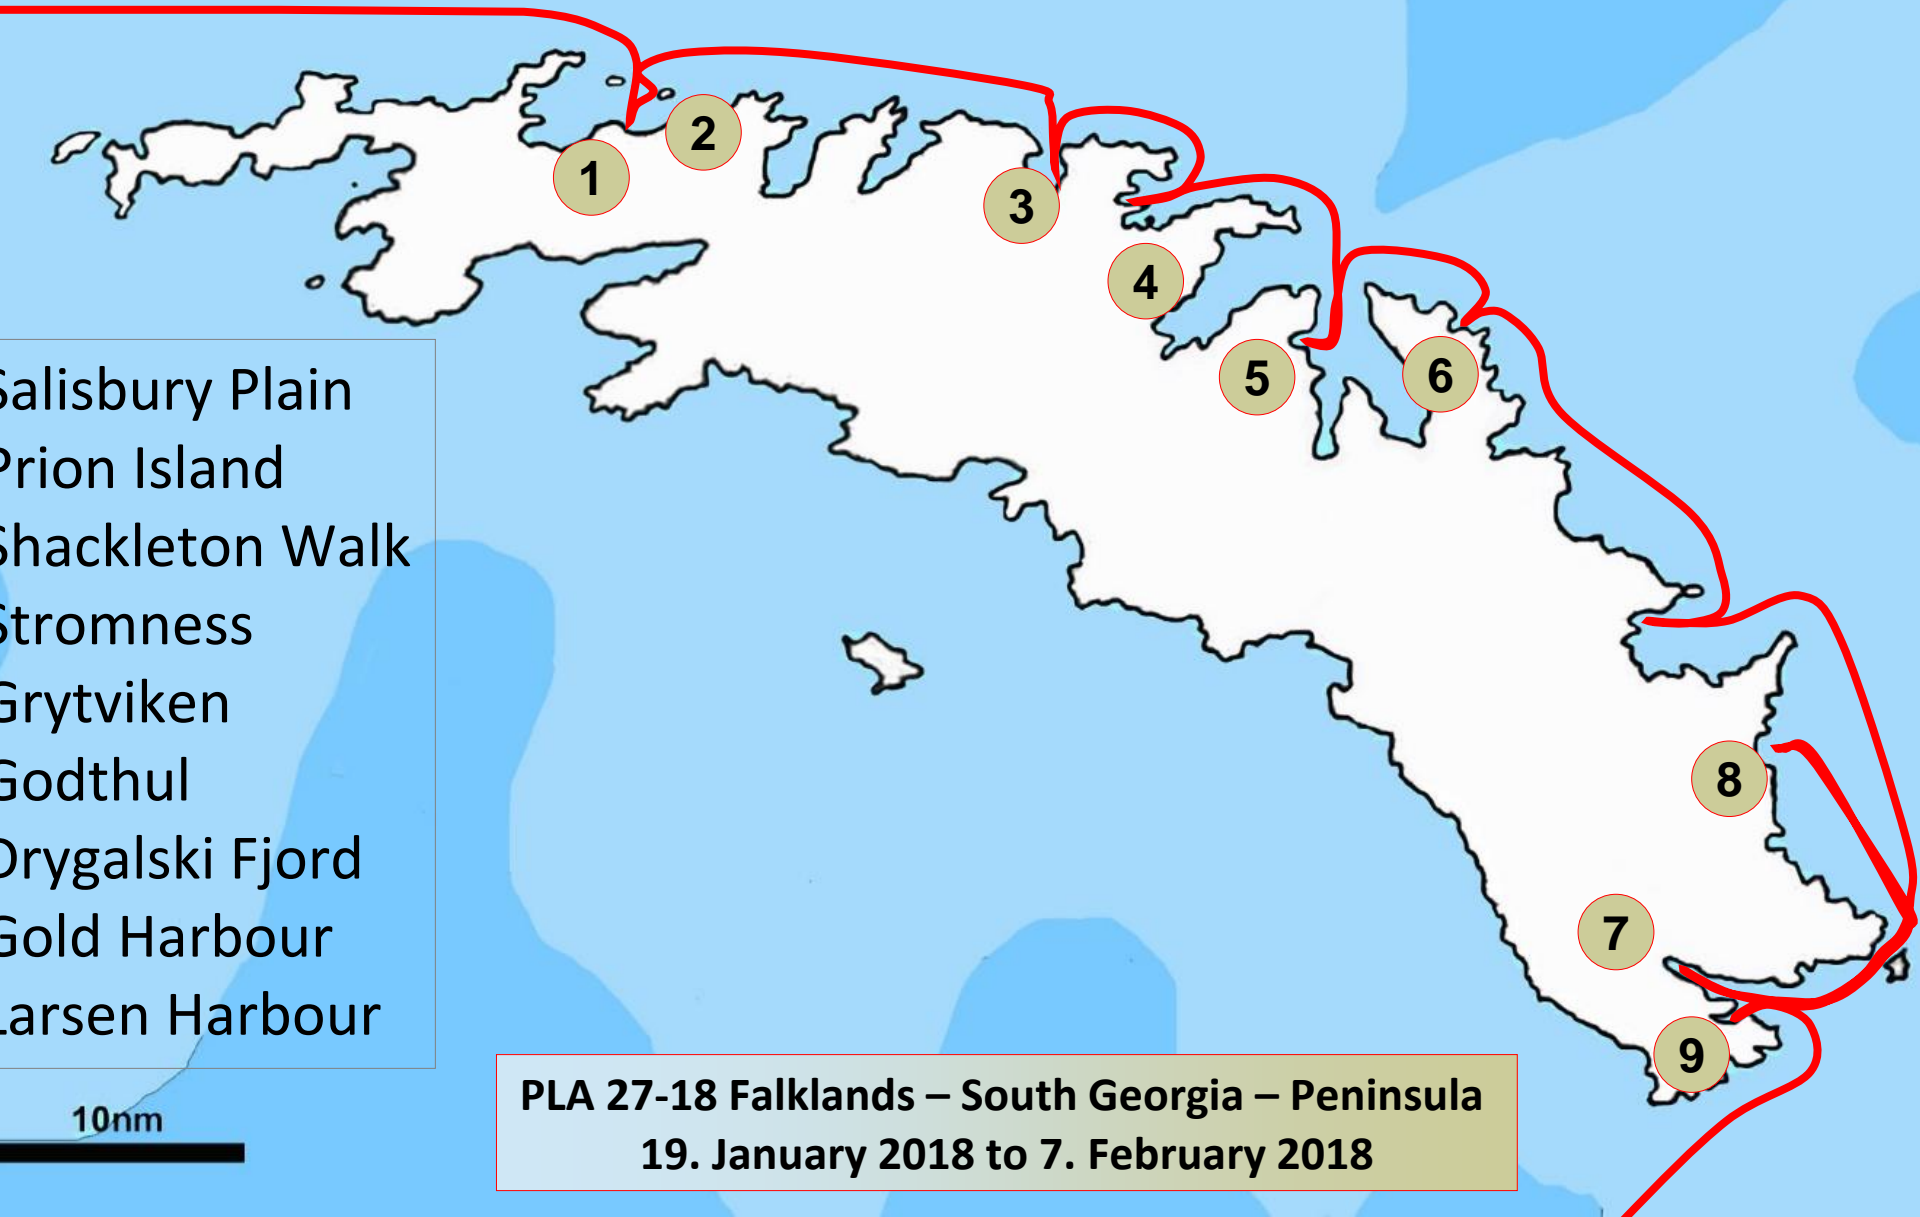 1
2
3
4
5
6
7
8
9
Salisbury Plain
Prion Island
Shackleton Walk
Stromness
Grytviken
Godthul
Drygalski Fjord
Gold Harbour
Larsen Harbour
10nm
PLA 27-18 Falklands – South Georgia – Peninsula
19. January 2018 to 7. February 2018